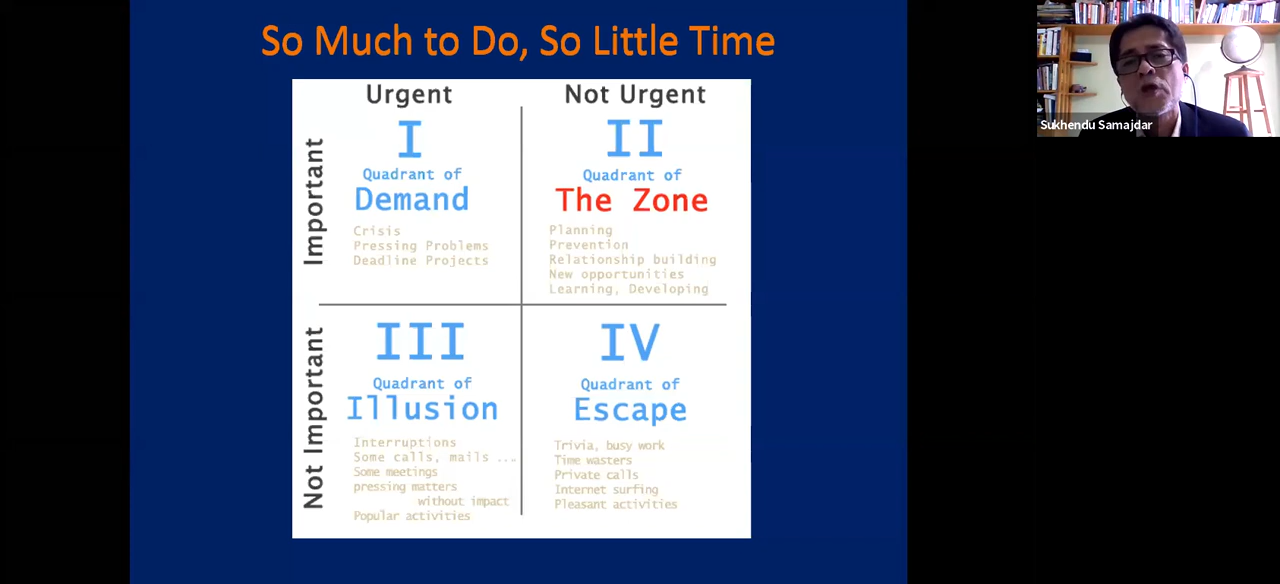 So Much to Do, So Little Time
Urgent
Not Urgent
Important
I
Quadrant of
Demand
Crisis
Pressing Problems
Deadline Projects
II
Quadrant of
The Zone
Planning
Prevention
Relationship building
New opportunities
Learning, Developing
Not Important
III
Quadrant of
Illusion
Interruptions
Some calls, mails ...
Some meetings
pressing matters
without impact
Popular activities
IV
Quadrant of
Escape
Trivia, busy work
Time wasters
Private calls
Internet surfing
Pleasant activities
Sukhendu Samajdar